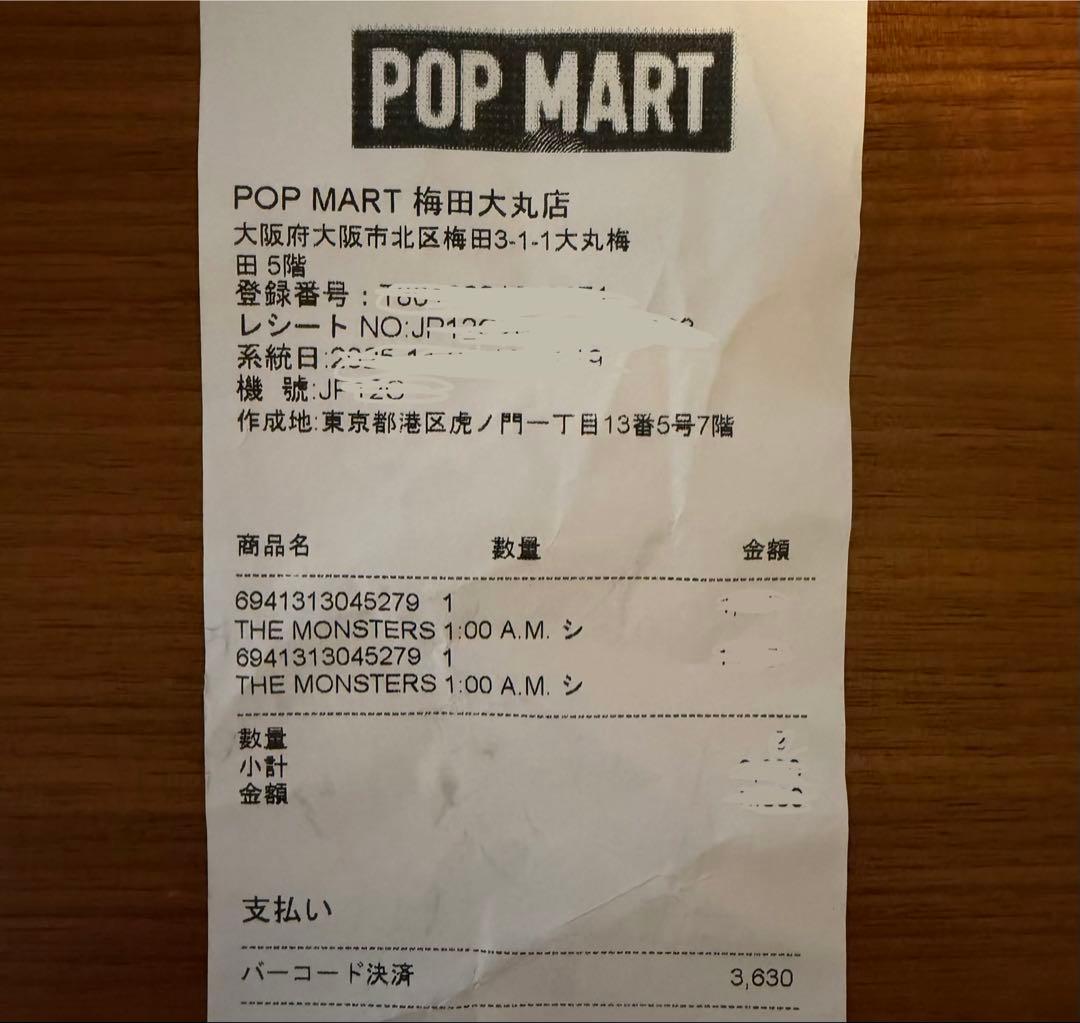 POP MART
POP MART 梅田大丸店
大阪府大阪市北区梅田3-1-1大丸梅
田 5階
登録番号:
レシート NO:
系統日:
機 號:
作成地:東京都港区虎ノ門一丁目13番5号7階
商品名 數量 金額
6941313045279 1
THE MONSTERS 1:00 A.M. シ
6941313045279 1
THE MONSTERS 1:00 A.M. シ
數量
小計
金額
支払い
バーコード決済 3,630